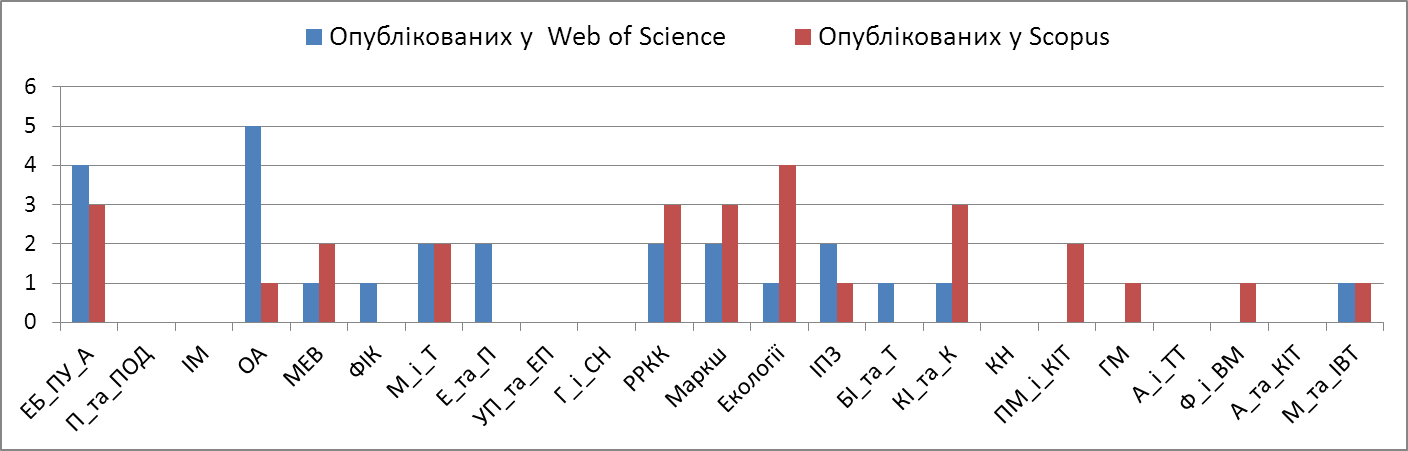 Опублікованих у  Web of Science
Опублікованих у Scopus
6
5
4
3
2
1
0
ЕБ_ПУ_А
П_та_ПОД
ІМ
ОА
МЕВ
ФІК
М_і_Т
Е_та_П
УП_та_ЕП
Г_і_СН
РРКК
Маркш
Екології
ІПЗ
БІ_та_Т
КІ_та_К
КН
ПМ_і_КІТ
ГМ
А_і_ТТ
Ф_і_ВМ
А_та_КІТ
М_та_ІВТ